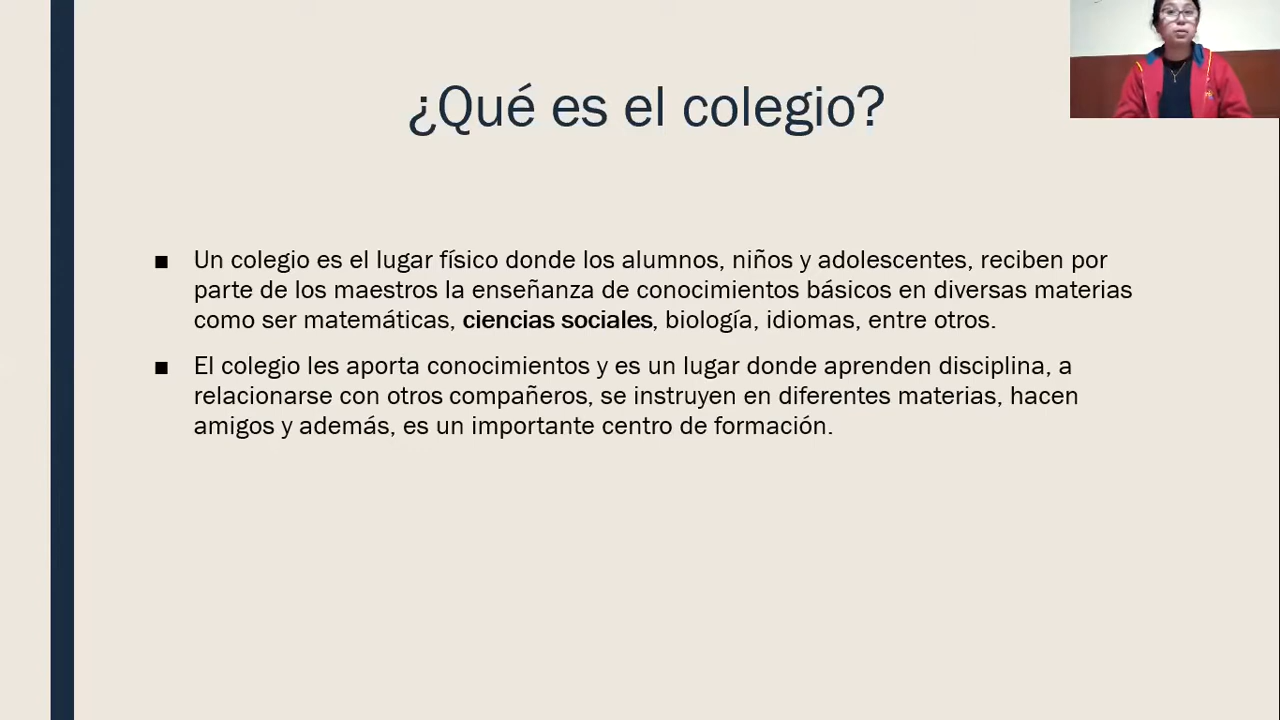 ¿Qué es el colegio?
■ Un colegio es el lugar físico donde los alumnos, niños y adolescentes, reciben por
parte de los maestros la enseñanza de conocimientos básicos en diversas materias
como ser matemáticas, ciencias sociales, biología, idiomas, entre otros.
■ El colegio les aporta conocimientos y es un lugar donde aprenden disciplina, a
relacionarse con otros compañeros, se instruyen en diferentes materias, hacen
amigos y además, es un importante centro de formación.